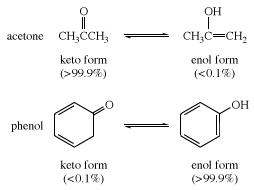 O
OH
acetone CH₃CCH₃ CH₃C=CH₂
keto form enol form
(>99.9%) (<0.1%)
O OH
phenol
keto form enol form
(<0.1%) (>99.9%)